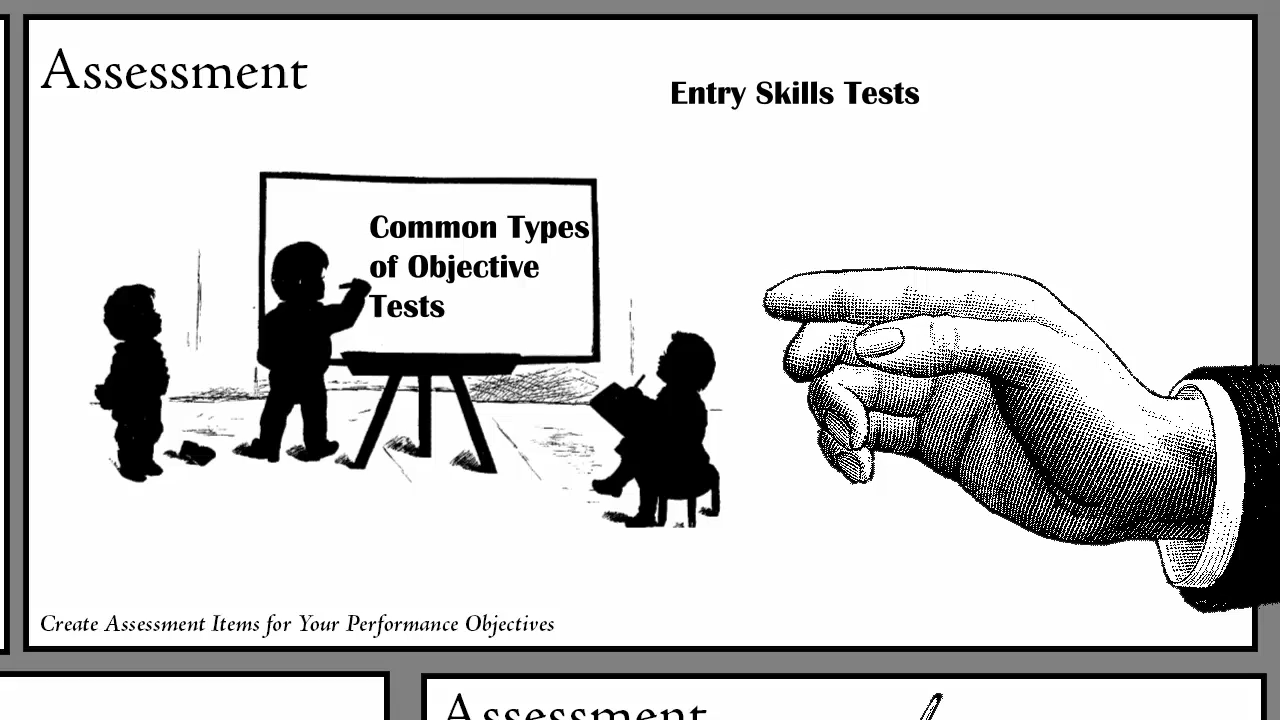 Assessment
Entry Skills Tests
Common Types
of Objective
Tests
Create Assessment Items for Your Performance Objectives
Assessment